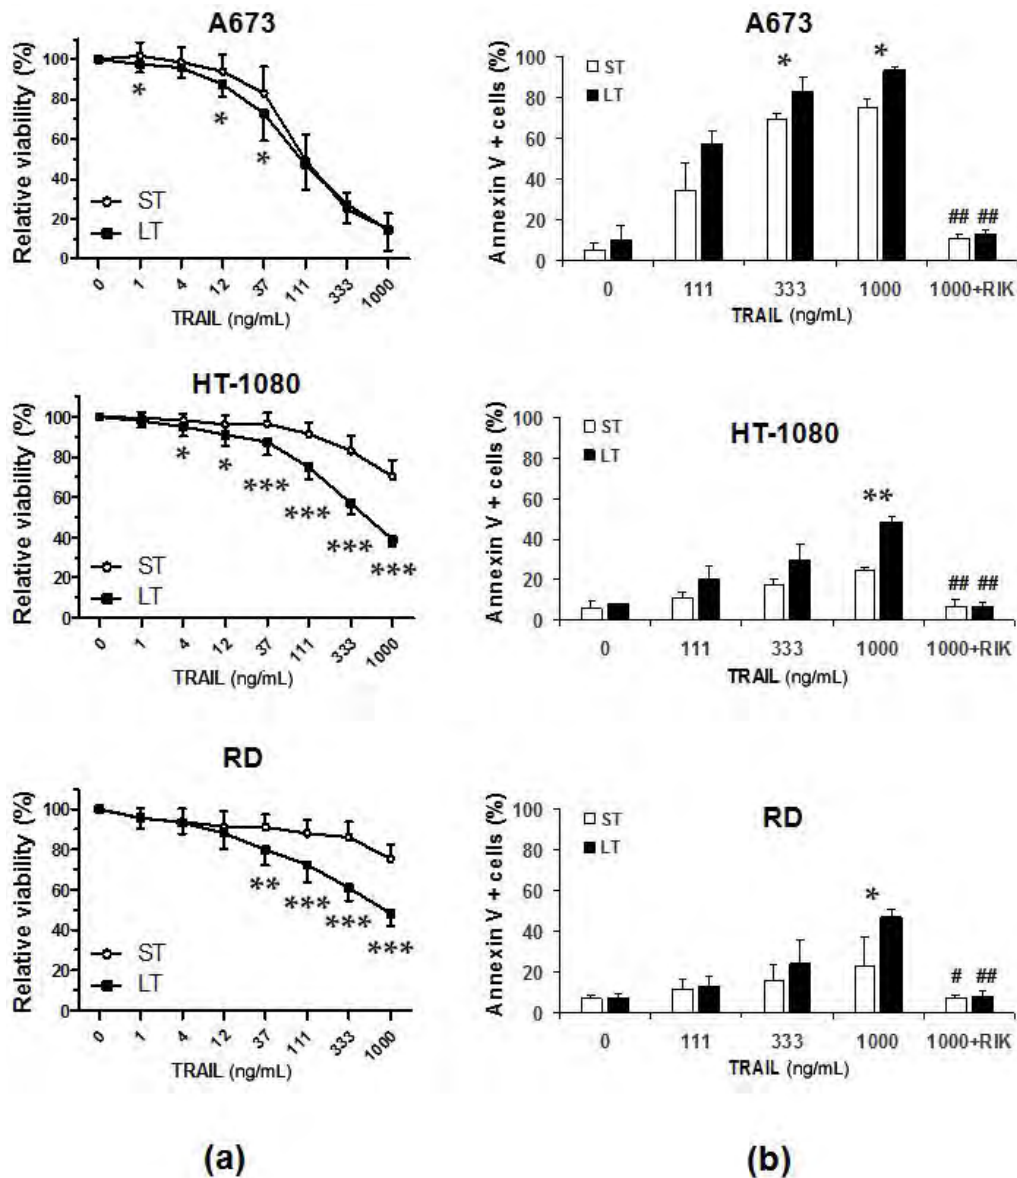 A673
Relative viability (%)
100
80
60
40
20
0
ST
LT
0 1 4 12 37 111 333 1000
TRAIL (ng/mL)
*
*
*
A673
Annexin V + cells (%)
100
80
60
40
20
0
ST
LT
* *
## ##
0 111 333 1000 1000+RIK
TRAIL (ng/mL)
HT-1080
Relative viability (%)
100
80
60
40
20
0
ST
LT
* * *** *** *** ***
0 1 4 12 37 111 333 1000
TRAIL (ng/mL)
HT-1080
Annexin V + cells (%)
100
80
60
40
20
0
ST
LT
**
## ##
0 111 333 1000 1000+RIK
TRAIL (ng/mL)
RD
Relative viability (%)
100
80
60
40
20
0
ST
LT
** *** *** ***
0 1 4 12 37 111 333 1000
TRAIL (ng/mL)
RD
Annexin V + cells (%)
100
80
60
40
20
0
ST
LT
*
# ##
0 111 333 1000 1000+RIK
TRAIL (ng/mL)
(a) (b)